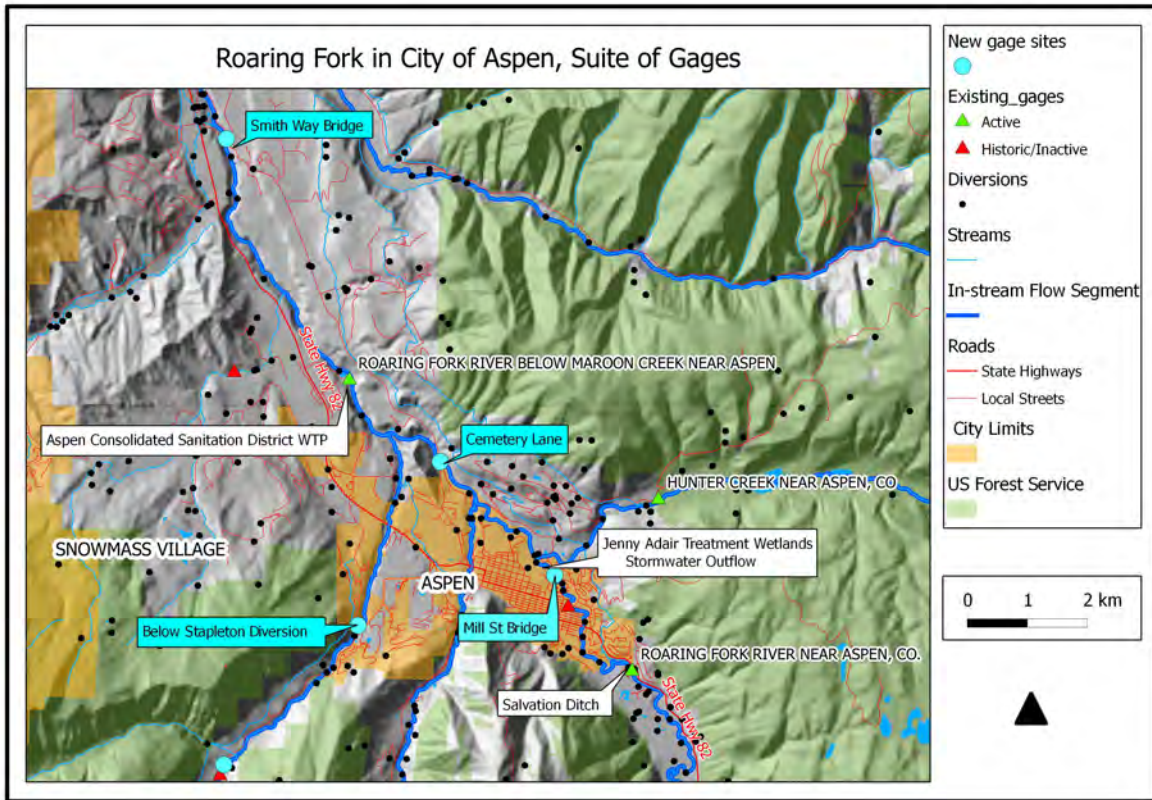 Roaring Fork in City of Aspen, Suite of Gages
Smith Way Bridge
State Hwy 82
ROARING FORK RIVER BELOW MAROON CREEK NEAR ASPEN
Aspen Consolidated Sanitation District WTP
Cemetery Lane
HUNTER CREEK NEAR ASPEN, CO
SNOWMASS VILLAGE
ASPEN
Jenny Adair Treatment Wetlands
Stormwater Outflow
Below Stapleton Diversion
Mill St Bridge
ROARING FORK RIVER NEAR ASPEN, CO.
Salvation Ditch
State Hwy 82
New gage sites
Existing_gages
Active
Historic/Inactive
Diversions
Streams
In-stream Flow Segment
Roads
State Highways
Local Streets
City Limits
US Forest Service
0 1 2 km